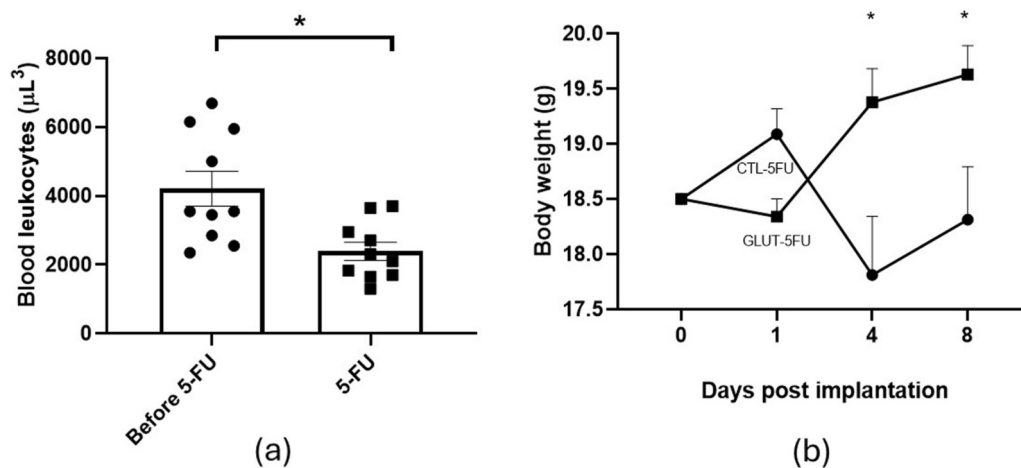 *
Blood leukocytes (µL³)
8000
6000
4000
2000
0
Before 5-FU
5-FU
(a)
* *
Body weight (g)
20.0
19.5
19.0
18.5
18.0
17.5
CTL-5FU
GLUT-5FU
0 1 4 8
Days post implantation
(b)